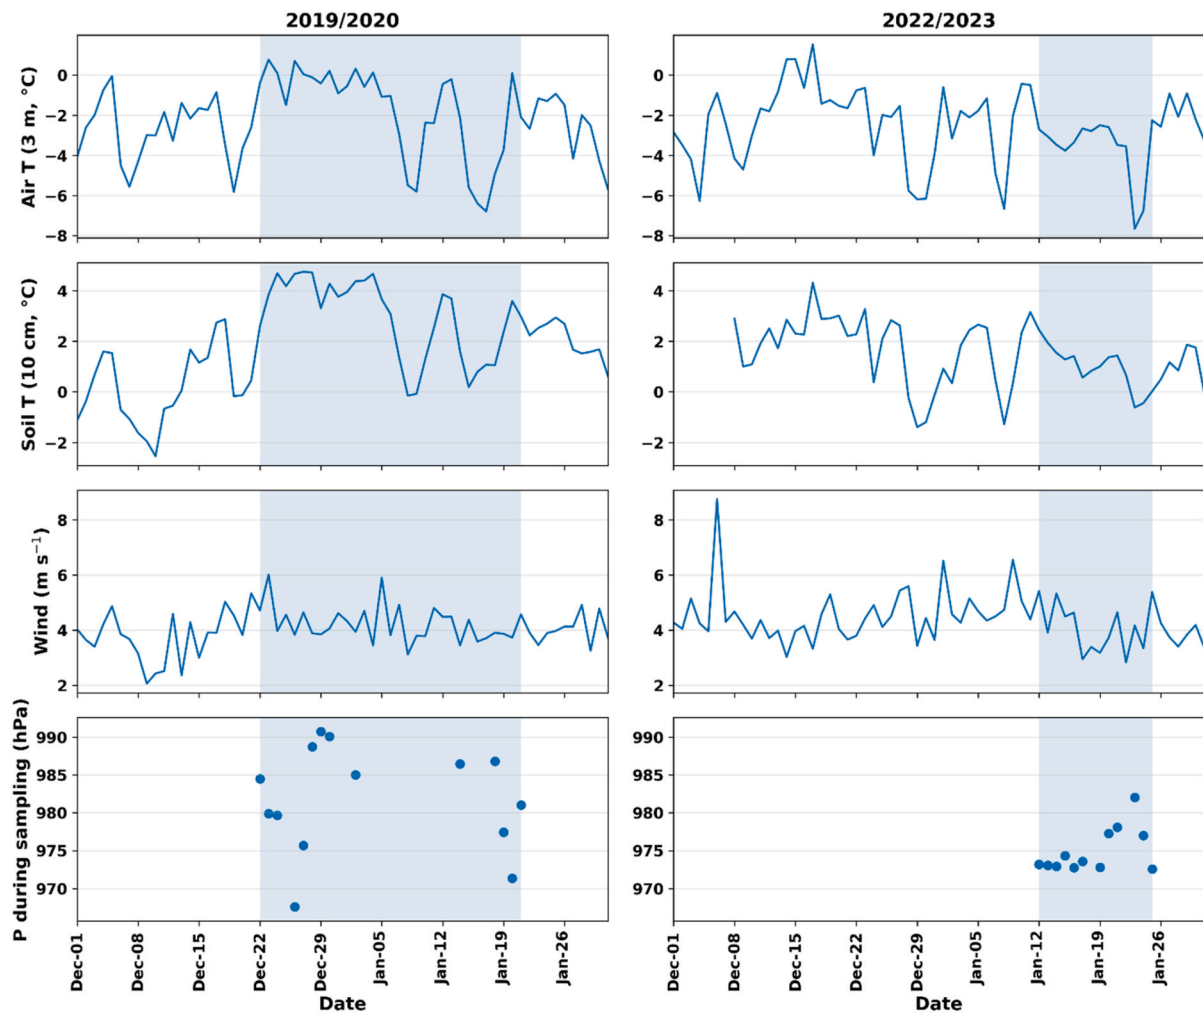 2019/2020
2022/2023
Air T (3 m, °C)
0
−2
−4
−6
−8
0
−2
−4
−6
−8
Soil T (10 cm, °C)
4
2
0
−2
4
2
0
−2
Wind (m s⁻¹)
8
6
4
2
8
6
4
2
P during sampling (hPa)
990
985
980
975
970
990
985
980
975
970
Dec-01
Dec-08
Dec-15
Dec-22
Dec-29
Jan-05
Jan-12
Jan-19
Jan-26
Dec-01
Dec-08
Dec-15
Dec-22
Dec-29
Jan-05
Jan-12
Jan-19
Jan-26
Date
Date